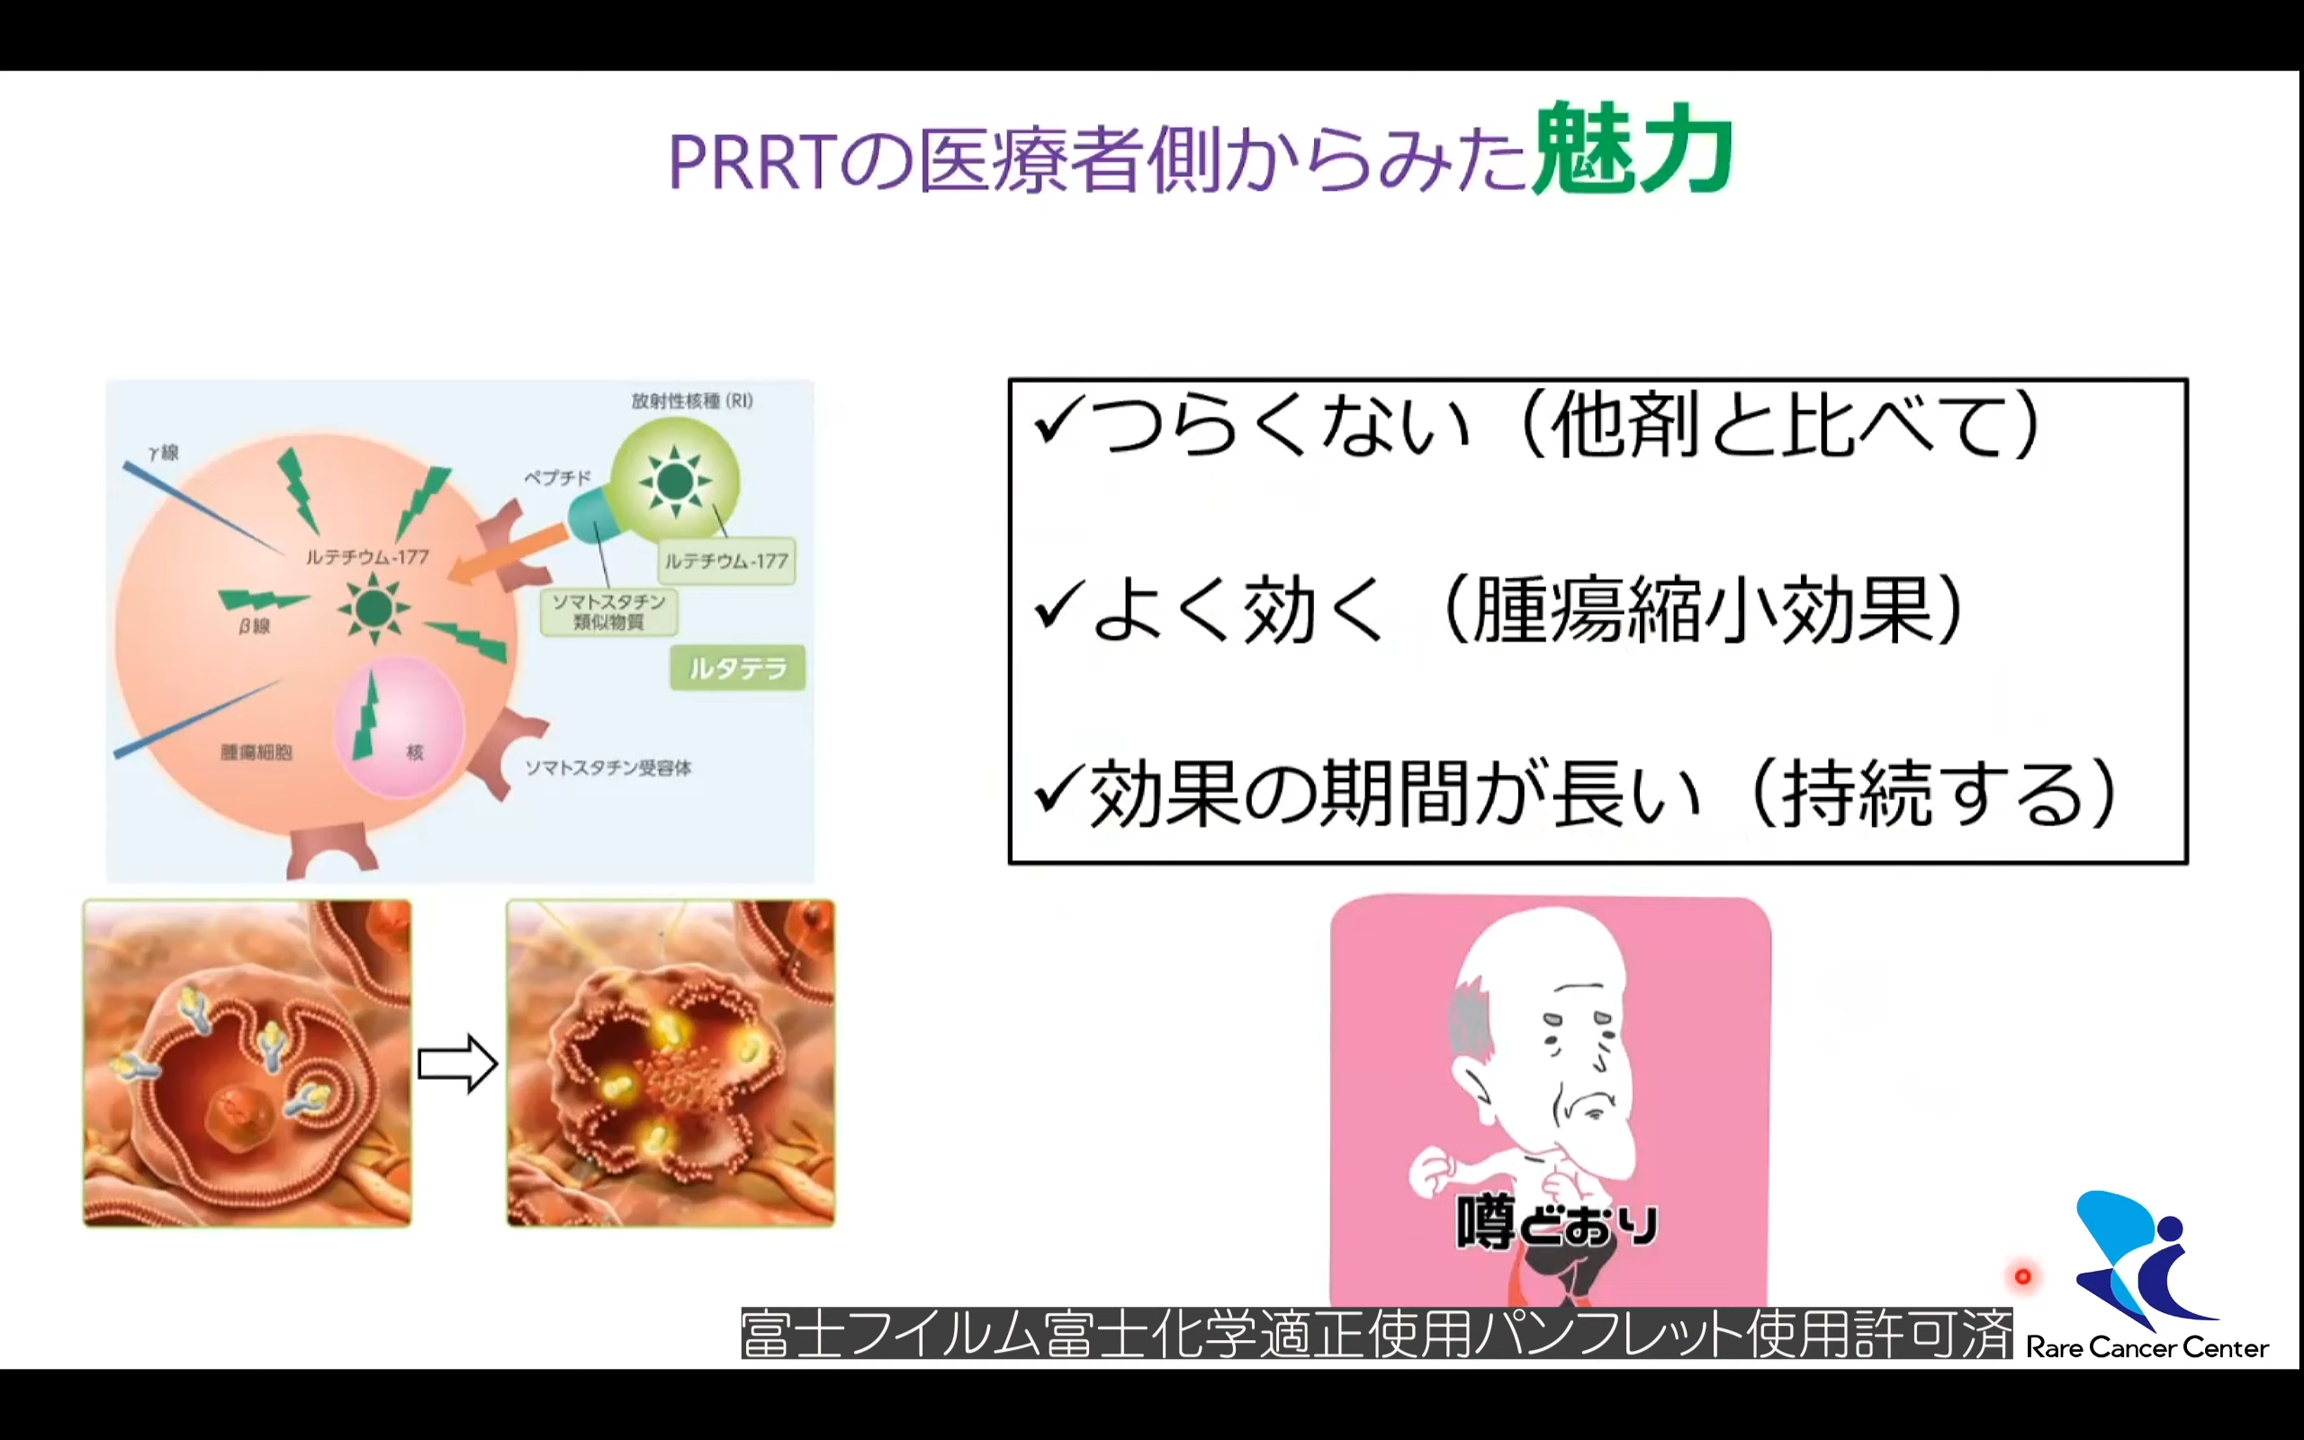 PRRTの医療者側からみた魅力
放射性核種 (RI)
γ線
ペプチド
ルテチウム-177
ルテチウム-177
ソマトスタチン
類似物質
β線
ルタテラ
腫瘍細胞
核
ソマトスタチン受容体
✓つらくない（他剤と比べて）
✓よく効く（腫瘍縮小効果）
✓効果の期間が長い（持続する）
噂どおり
富士フイルム富士化学適正使用パンフレット使用許可済
Rare Cancer Center